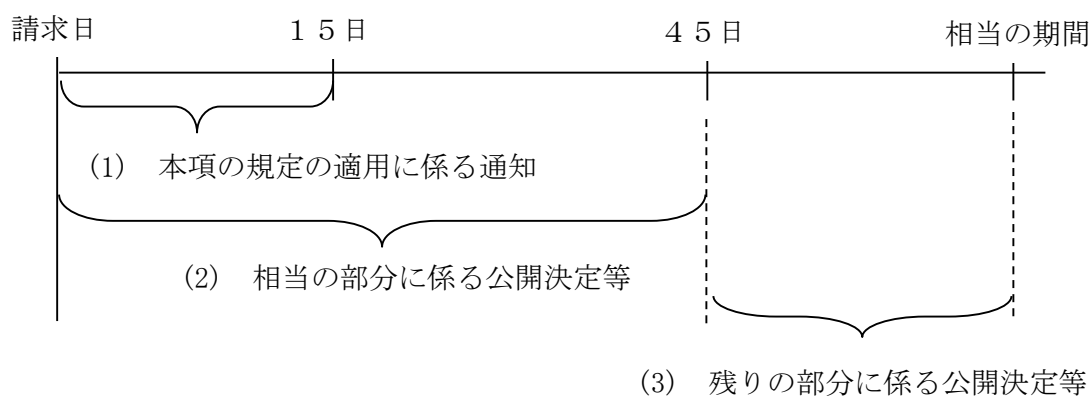 請求日　１５日　４５日　相当の期間
(1)　本項の規定の適用に係る通知
(2)　相当の部分に係る公開決定等
(3)　残りの部分に係る公開決定等